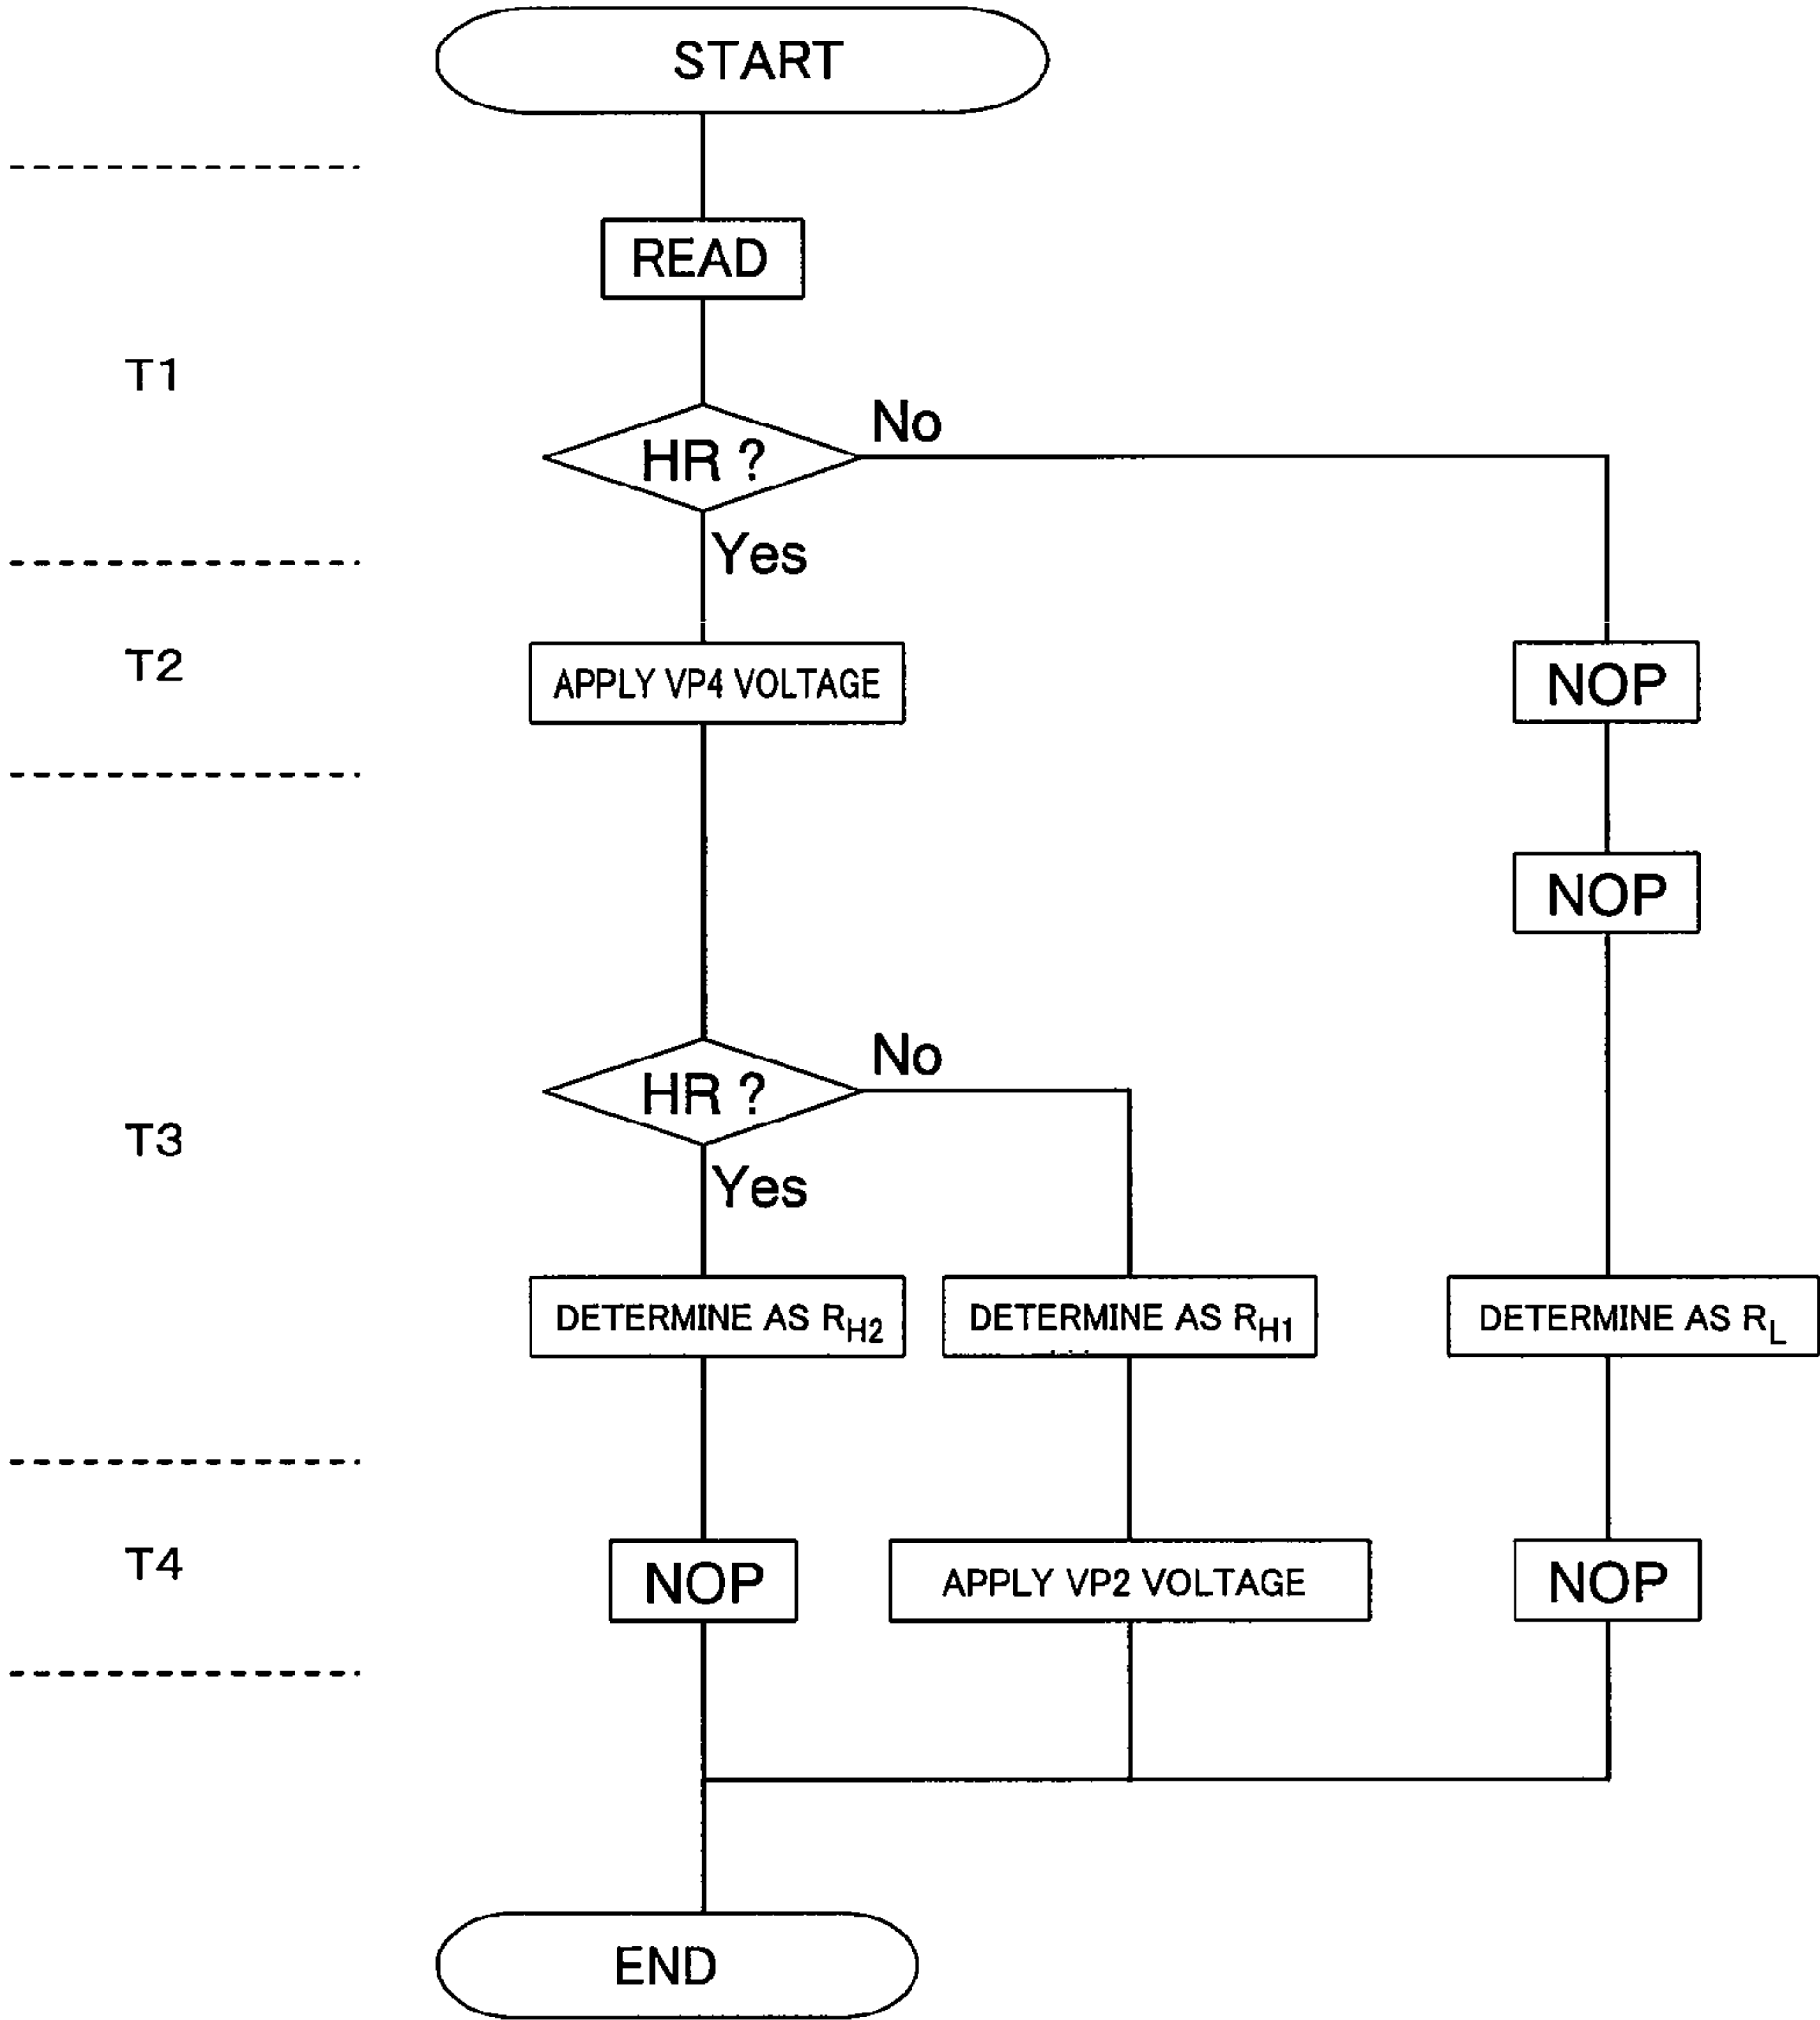 START
READ
T1
No
HR ?
Yes
T2
APPLY VP4 VOLTAGE
NOP
NOP
No
HR ?
T3
Yes
DETERMINE AS RH2
DETERMINE AS RH1
DETERMINE AS RL
T4
NOP
APPLY VP2 VOLTAGE
NOP
END